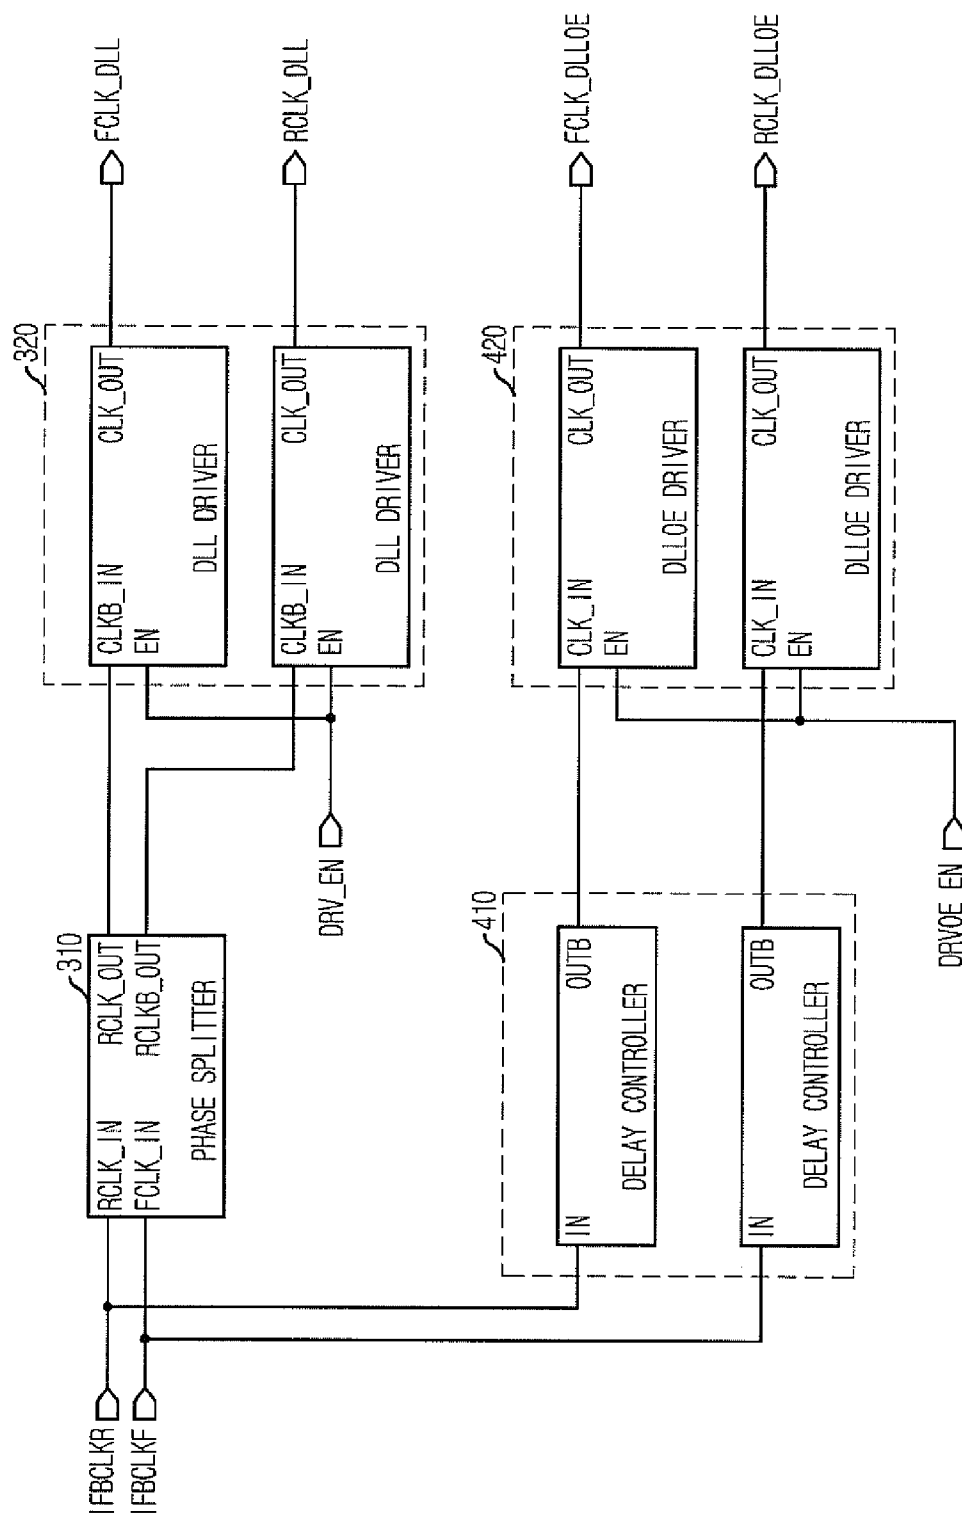 IFBCLKR
IFBCLKF
310
RCLK_IN
RCLK_OUT
FCLK_IN
RCLKB_OUT
PHASE SPLITTER
DRV_EN
320
CLKB_IN
CLK_OUT
EN
DLL DRIVER
CLKB_IN
CLK_OUT
EN
DLL DRIVER
FCLK_DLL
RCLK_DLL
410
IN
OUTB
DELAY CONTROLLER
IN
OUTB
DELAY CONTROLLER
DRVOE_EN
420
CLK_IN
CLK_OUT
EN
DLLOE DRIVER
CLK_IN
CLK_OUT
EN
DLLOE DRIVER
FCLK_DLLOE
RCLK_DLLOE